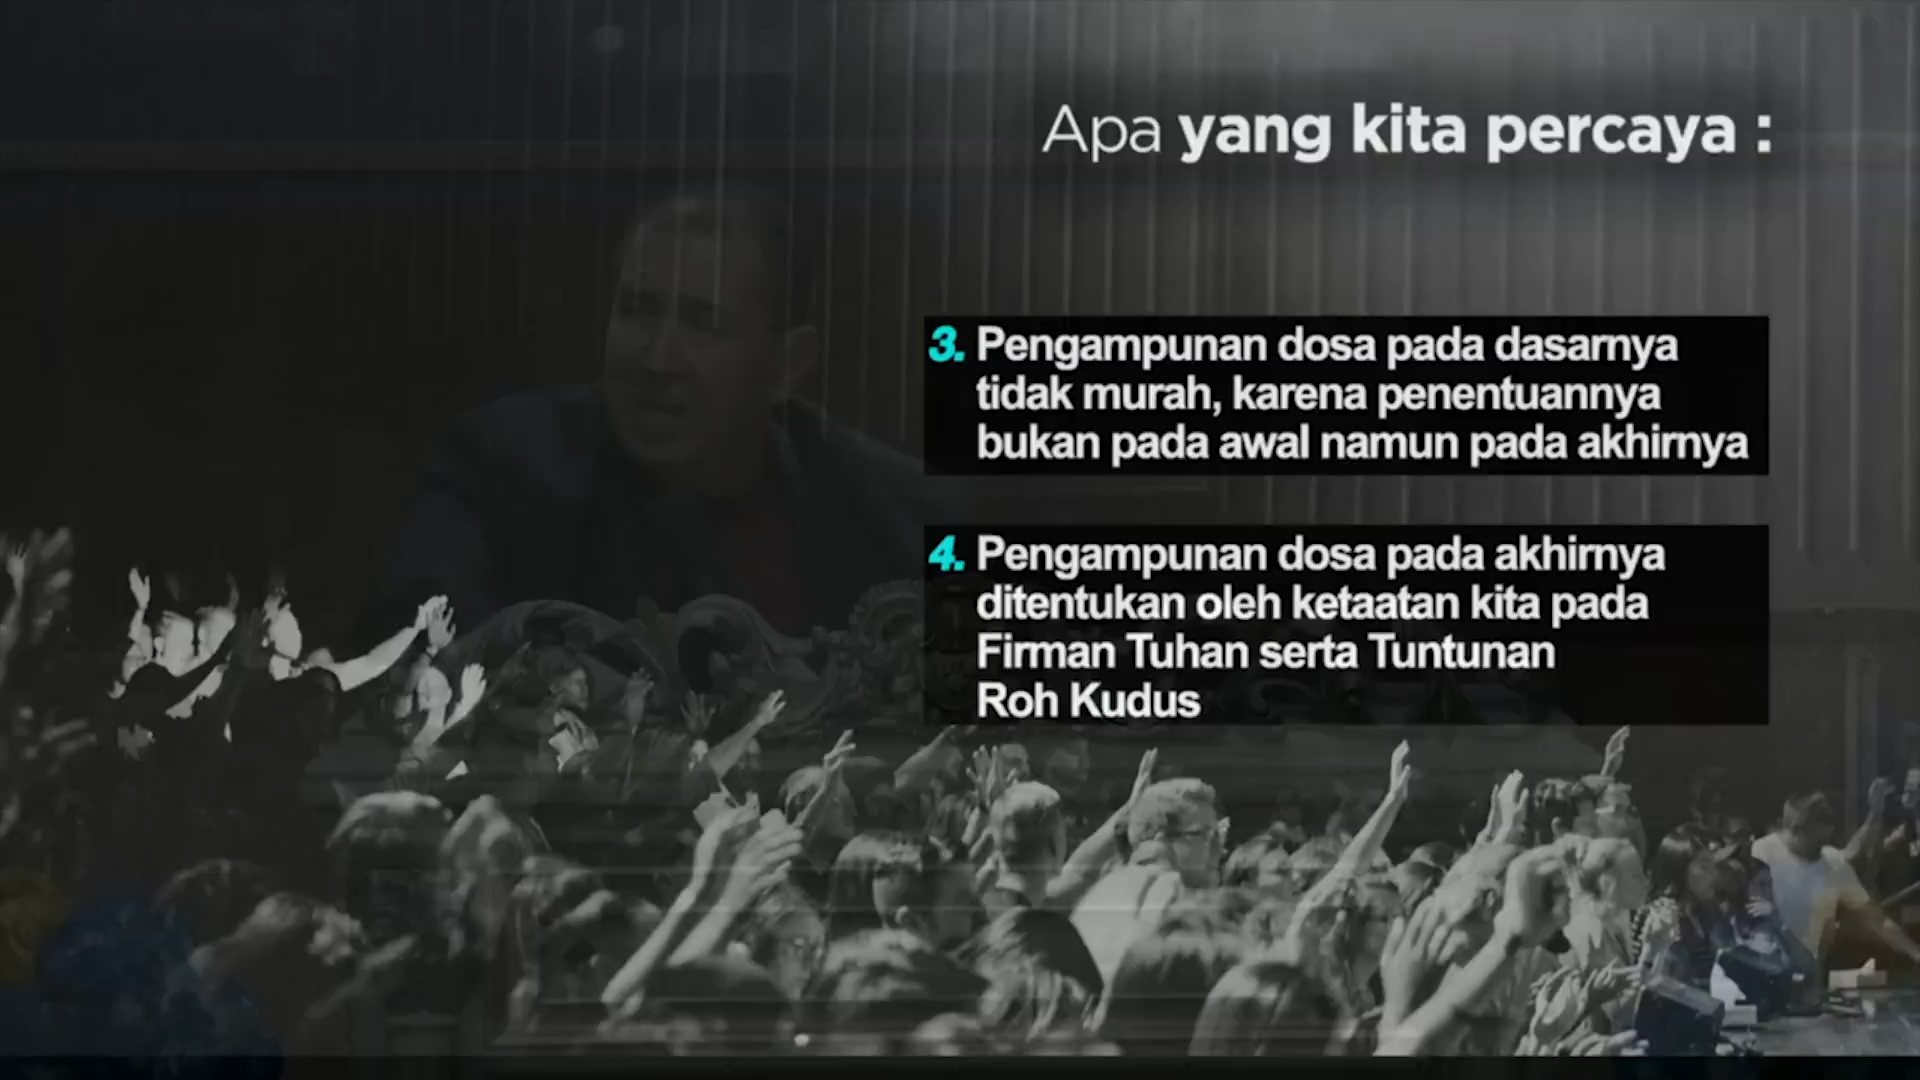 Apa yang kita percaya :
3. Pengampunan dosa pada dasarnya
tidak murah, karena penentuannya
bukan pada awal namun pada akhirnya
4. Pengampunan dosa pada akhirnya
ditentukan oleh ketaatan kita pada
Firman Tuhan serta Tuntunan
Roh Kudus